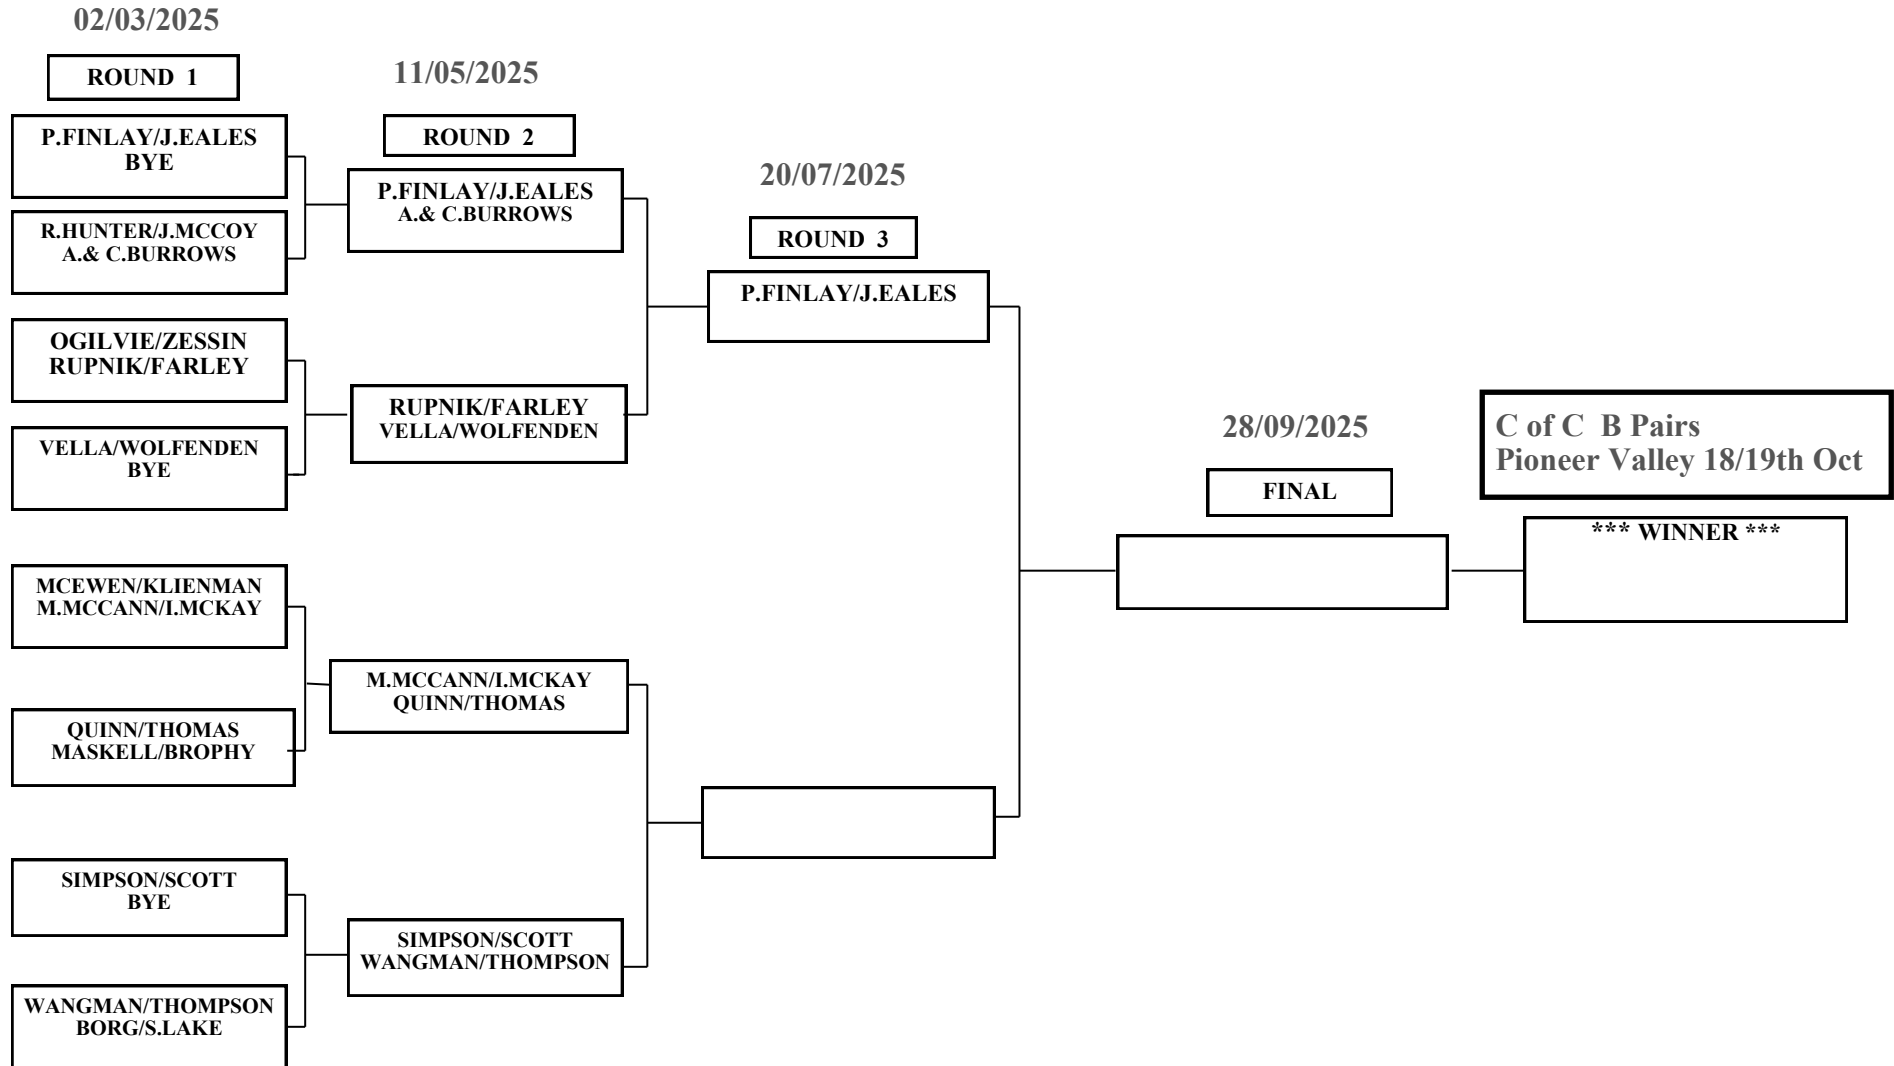 02/03/2025
ROUND 1
P.FINLAY/J.EALES
BYE
R.HUNTER/J.MCCOY
A.& C.BURROWS
OGILVIE/ZESSIN
RUPNIK/FARLEY
VELLA/WOLFENDEN
BYE
MCEWEN/KLIENMAN
M.MCCANN/I.MCKAY
QUINN/THOMAS
MASKELL/BROPHY
SIMPSON/SCOTT
BYE
WANGMAN/THOMPSON
BORG/S.LAKE
11/05/2025
ROUND 2
P.FINLAY/J.EALES
A.& C.BURROWS
RUPNIK/FARLEY
VELLA/WOLFENDEN
M.MCCANN/I.MCKAY
QUINN/THOMAS
SIMPSON/SCOTT
WANGMAN/THOMPSON
20/07/2025
ROUND 3
P.FINLAY/J.EALES
28/09/2025
FINAL
C of C B Pairs
Pioneer Valley 18/19th Oct
*** WINNER ***